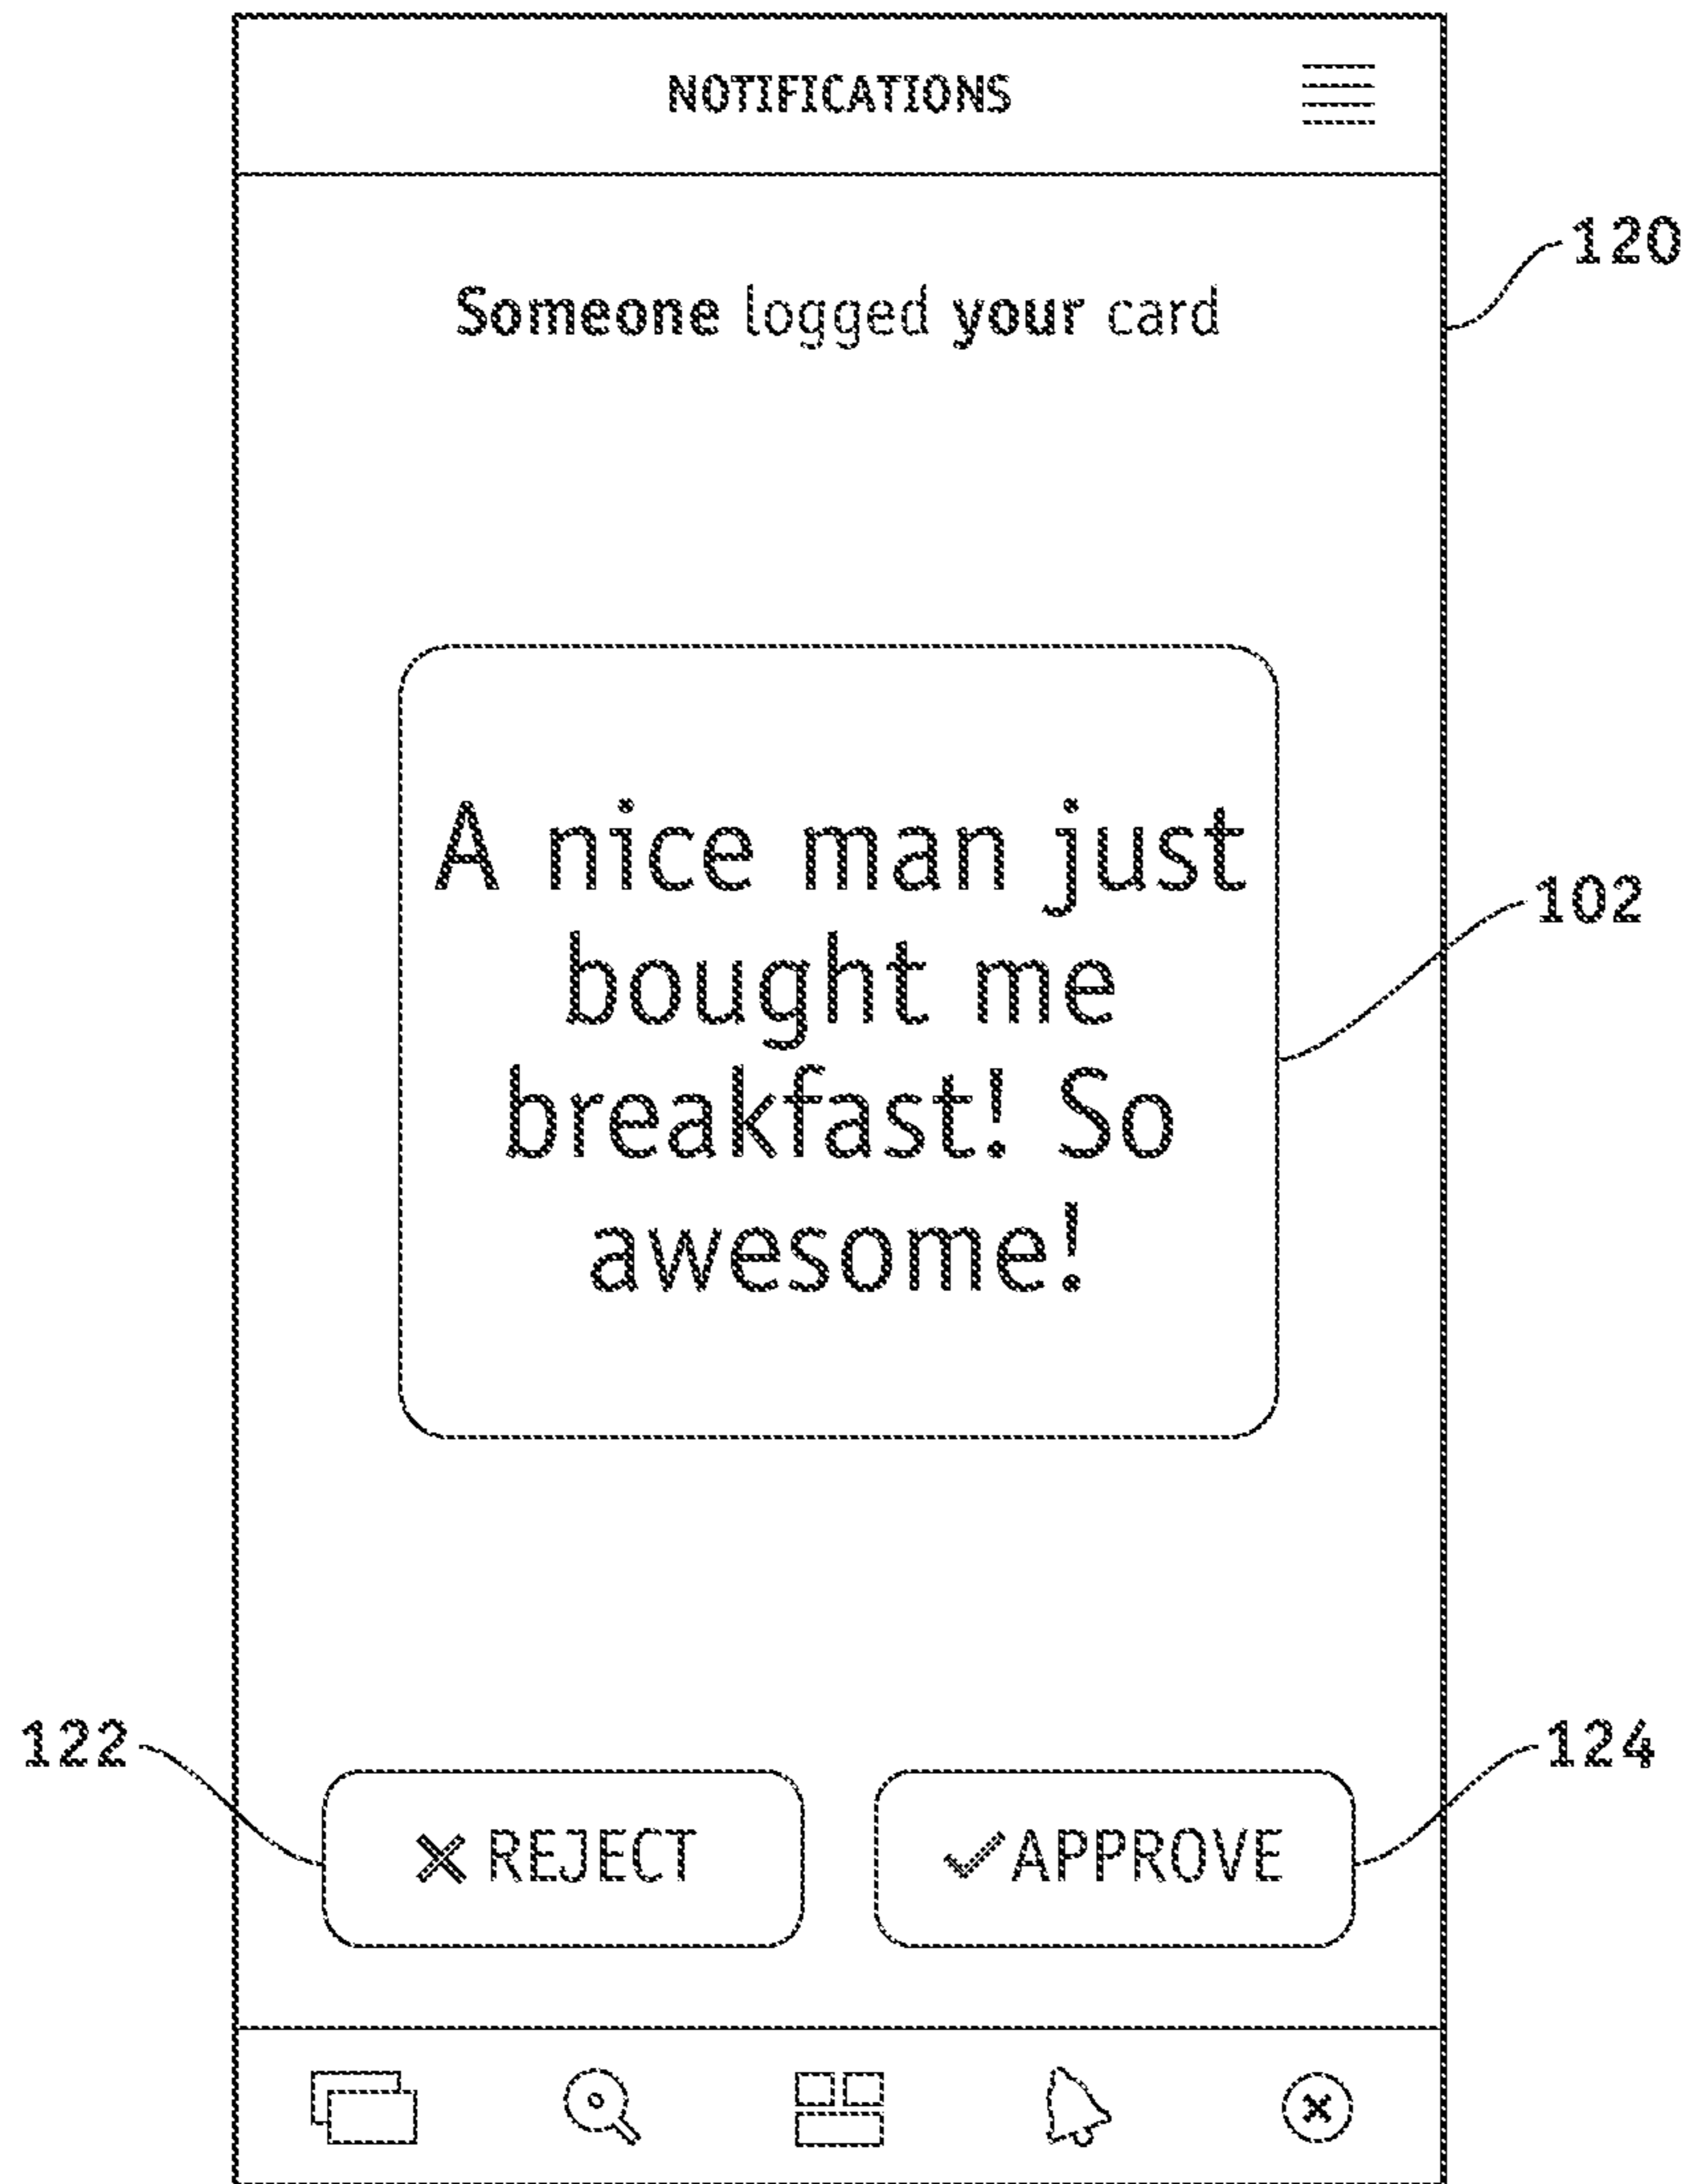 NOTIFICATIONS
120
Someone logged your card
A nice man just
102
bought me
breakfast! So
awesome!
122
124
REJECT
APPROVE